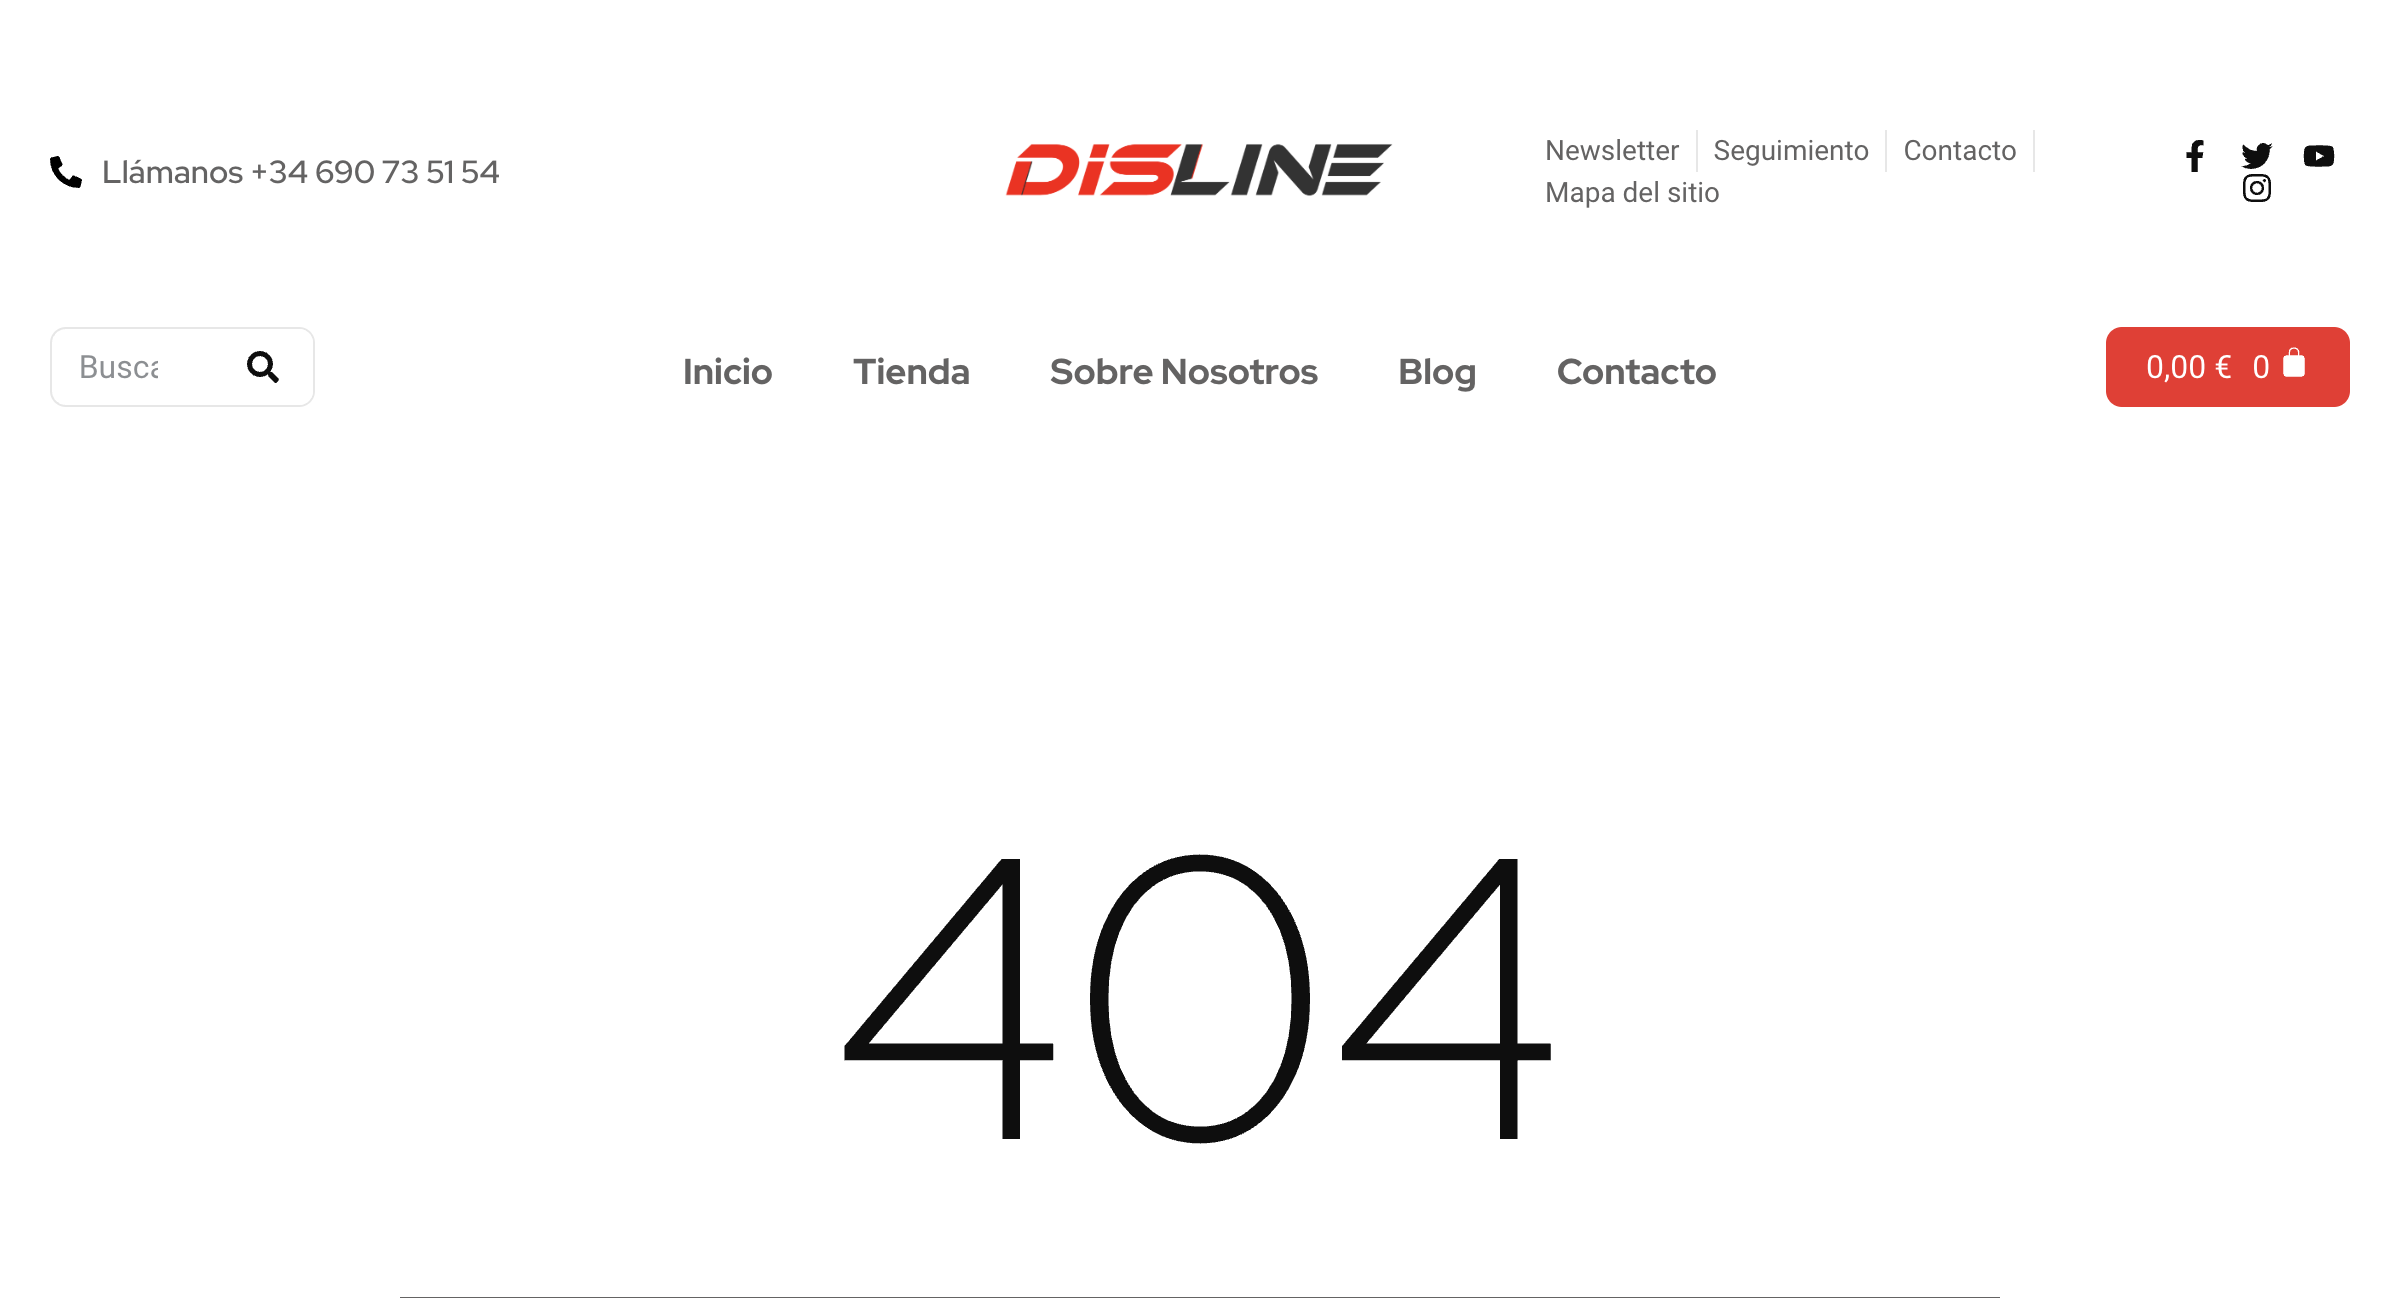 Llámanos +34 690 73 51 54
DiSLINE
Newsletter
Seguimiento
Contacto
Mapa del sitio
Busca
Inicio
Tienda
Sobre Nosotros
Blog
Contacto
0,00 € 0
404